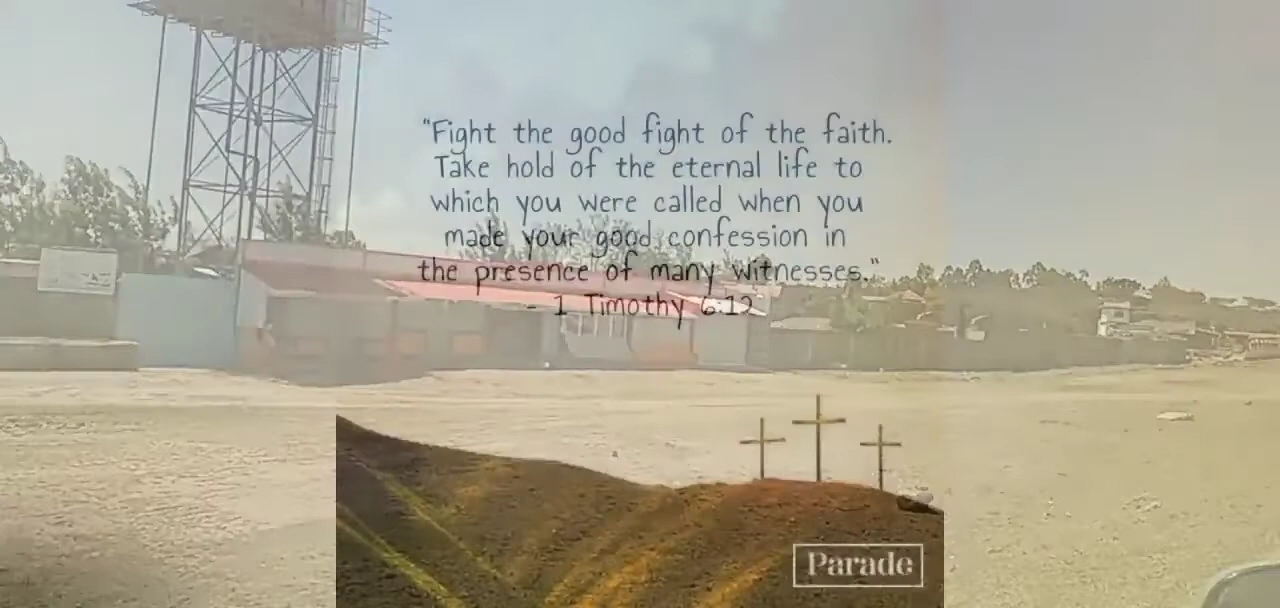 "Fight the good fight of the faith.
Take hold of the eternal life to
which you were called when you
made your good confession in
the presence of many witnesses."
- 1 Timothy 6:12
Parade